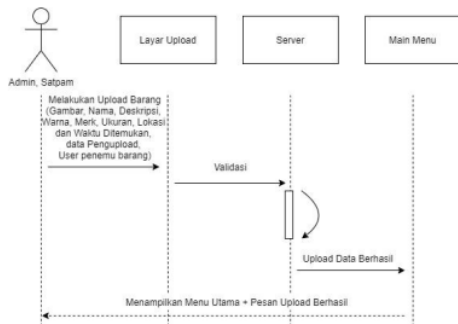 Layar Upload
Server
Main Menu
Admin, Satpam
Melakukan Upload Barang
(Gambar, Nama, Deskripsi,
Warna, Merk, Ukuran, Lokasi
dan Waktu Ditemukan,
data Pengupload,
User penemu barang)
Validasi
Upload Data Berhasil
Menampilkan Menu Utama + Pesan Upload Berhasil